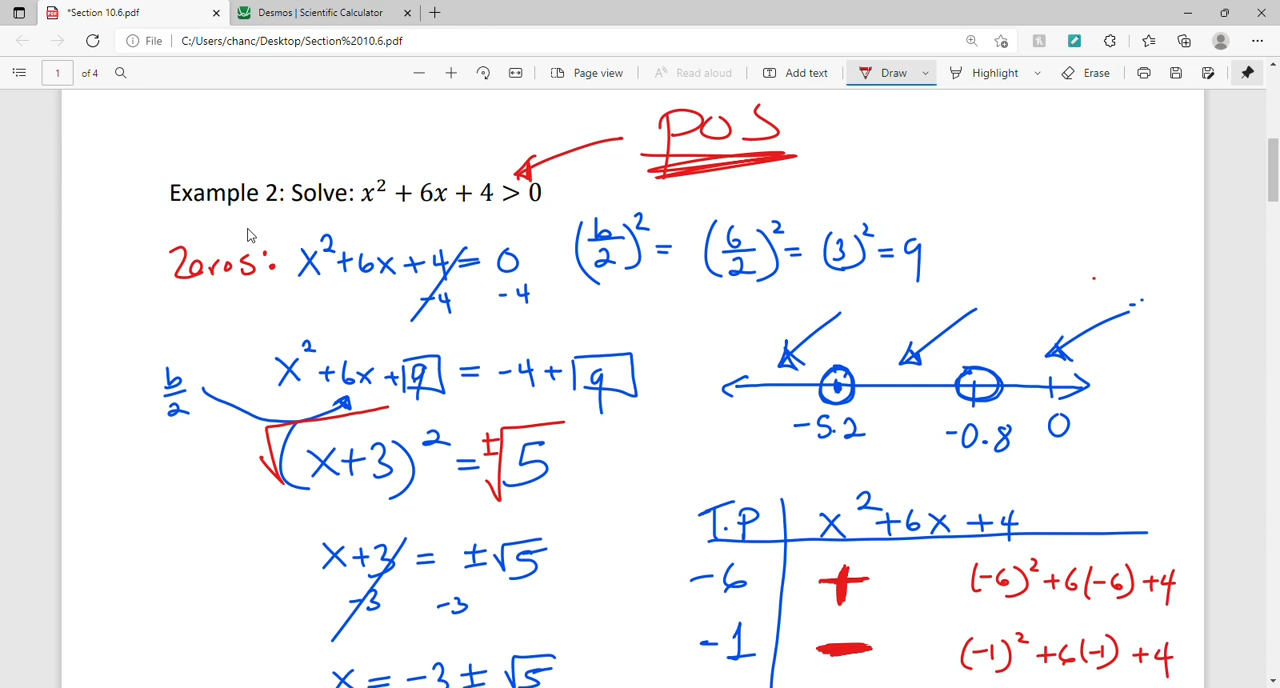 *Section 10.6.pdf
Desmos | Scientific Calculator
File C:/Users/chanc/Desktop/Section%2010.6.pdf
1 of 4
Page view
Read aloud
Add text
Draw
Highlight
Erase
POS
Example 2: Solve: x² + 6x + 4 > 0
Zeros: x² + 6x + 4 = 0
-4 -4
(b/2)² = (6/2)² = (3)² = 9
x² + 6x + 9 = -4 + 9
b/2
√(x+3)² = ±√5
x+3 = ±√5
-3 -3
x = -3 ± √5
-5.2 -0.8 0
T.P x² + 6x + 4
-6 + (-6)² + 6(-6) + 4
-1 - (-1)² + 6(-1) + 4